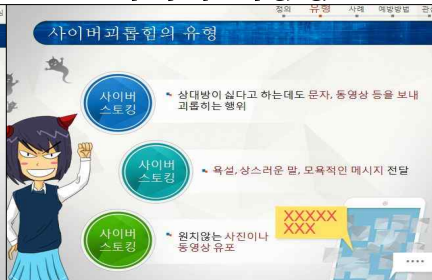 정의 유형 사례 예방방법
사이버괴롭힘의 유형
사이버
스토킹
상대방이 싫다고 하는데도 문자, 동영상 등을 보내
괴롭히는 행위
사이버
스토킹
욕설, 상스러운 말, 모욕적인 메시지 전달
사이버
스토킹
원치않는 사진이나
동영상 유포
XXXXX
XXX